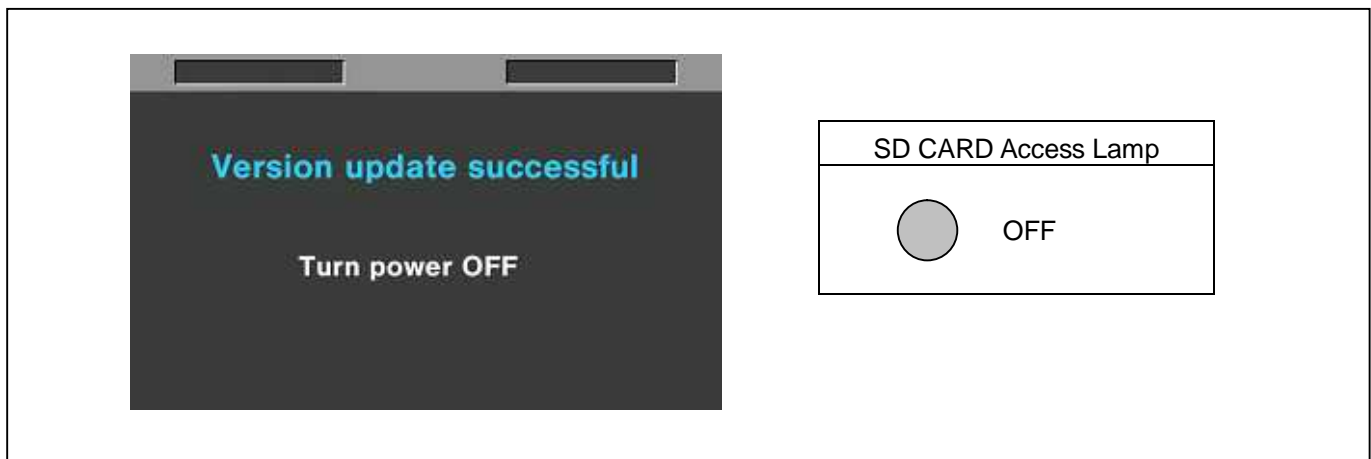 Version update successful
Turn power OFF
SD CARD Access Lamp
OFF